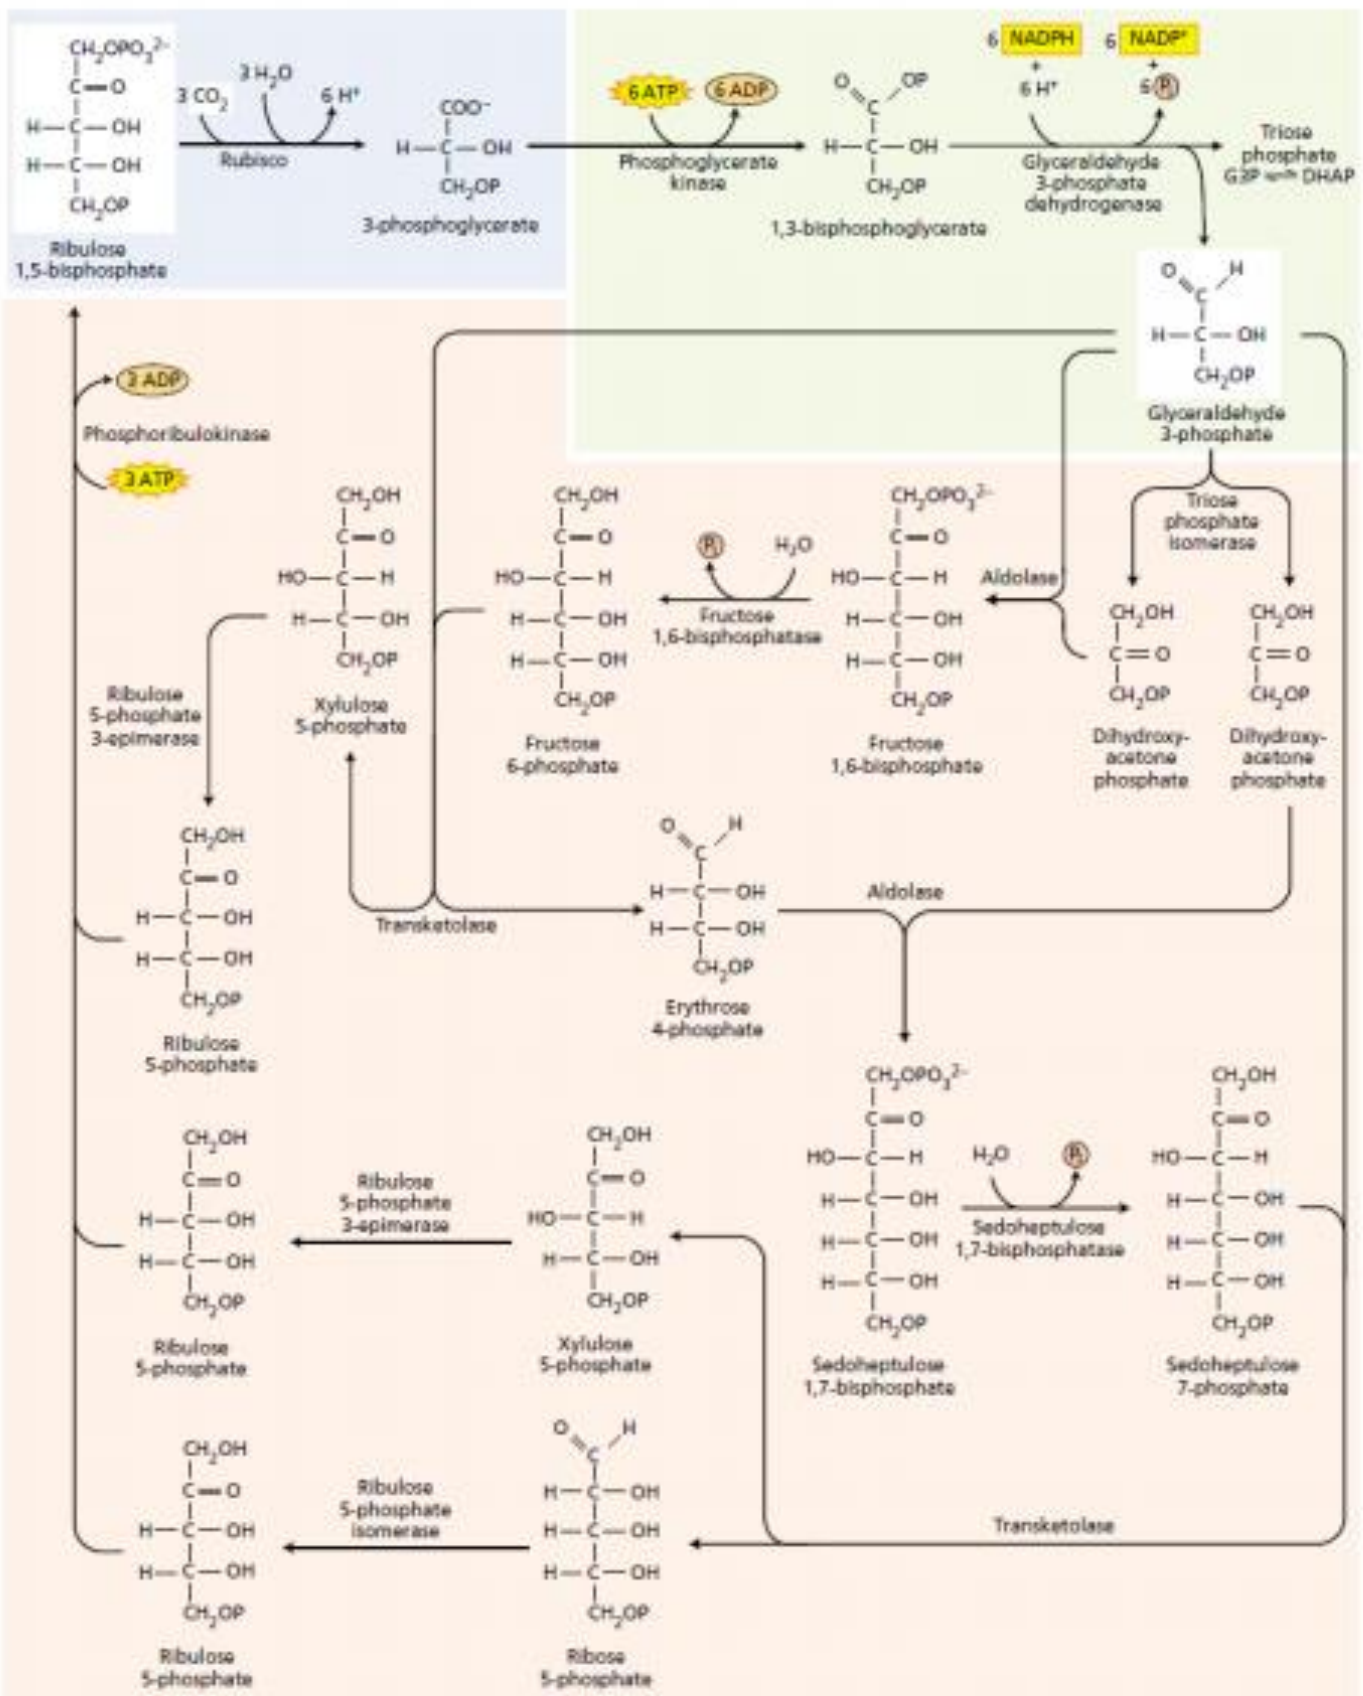 CH₂OPO₃²⁻
C=O
H—C—OH
H—C—OH
CH₂OP
Ribulose
1,5-bisphosphate
3 CO₂
3 H₂O
6 H⁺
Rubisco
COO⁻
H—C—OH
CH₂OP
3-phosphoglycerate
6 ATP
6 ADP
Phosphoglycerate
kinase
O OP
C
H—C—OH
CH₂OP
1,3-bisphosphoglycerate
6 NADPH
+
6 H⁺
6 NADP⁺
+
6 Pᵢ
Glyceraldehyde
3-phosphate
dehydrogenase
Triose
phosphate
G3P ⇌ DHAP
O H
C
H—C—OH
CH₂OP
Glyceraldehyde
3-phosphate
3 ADP
Phosphoribulokinase
3 ATP
CH₂OH
C=O
HO—C—H
H—C—OH
CH₂OP
Xylulose
5-phosphate
CH₂OH
C=O
HO—C—H
H—C—OH
H—C—OH
CH₂OP
Fructose
6-phosphate
Pᵢ
H₂O
Fructose
1,6-bisphosphatase
CH₂OPO₃²⁻
C=O
HO—C—H
H—C—OH
H—C—OH
CH₂OP
Fructose
1,6-bisphosphate
Aldolase
Triose
phosphate
isomerase
CH₂OH
C=O
CH₂OP
Dihydroxy-
acetone
phosphate
CH₂OH
C=O
CH₂OP
Dihydroxy-
acetone
phosphate
Ribulose
5-phosphate
3-epimerase
CH₂OH
C=O
H—C—OH
H—C—OH
CH₂OP
Ribulose
5-phosphate
Transketolase
O H
C
H—C—OH
H—C—OH
CH₂OP
Erythrose
4-phosphate
Aldolase
CH₂OPO₃²⁻
C=O
HO—C—H
H—C—OH
H—C—OH
H—C—OH
CH₂OP
Sedoheptulose
1,7-bisphosphate
H₂O
Pᵢ
Sedoheptulose
1,7-bisphosphatase
CH₂OH
C=O
HO—C—H
H—C—OH
H—C—OH
H—C—OH
CH₂OP
Sedoheptulose
7-phosphate
CH₂OH
C=O
H—C—OH
H—C—OH
CH₂OP
Ribulose
5-phosphate
Ribulose
5-phosphate
3-epimerase
CH₂OH
C=O
HO—C—H
H—C—OH
CH₂OP
Xylulose
5-phosphate
CH₂OH
C=O
H—C—OH
H—C—OH
CH₂OP
Ribulose
5-phosphate
Ribulose
5-phosphate
isomerase
O H
C
H—C—OH
H—C—OH
H—C—OH
CH₂OP
Ribose
5-phosphate
Transketolase